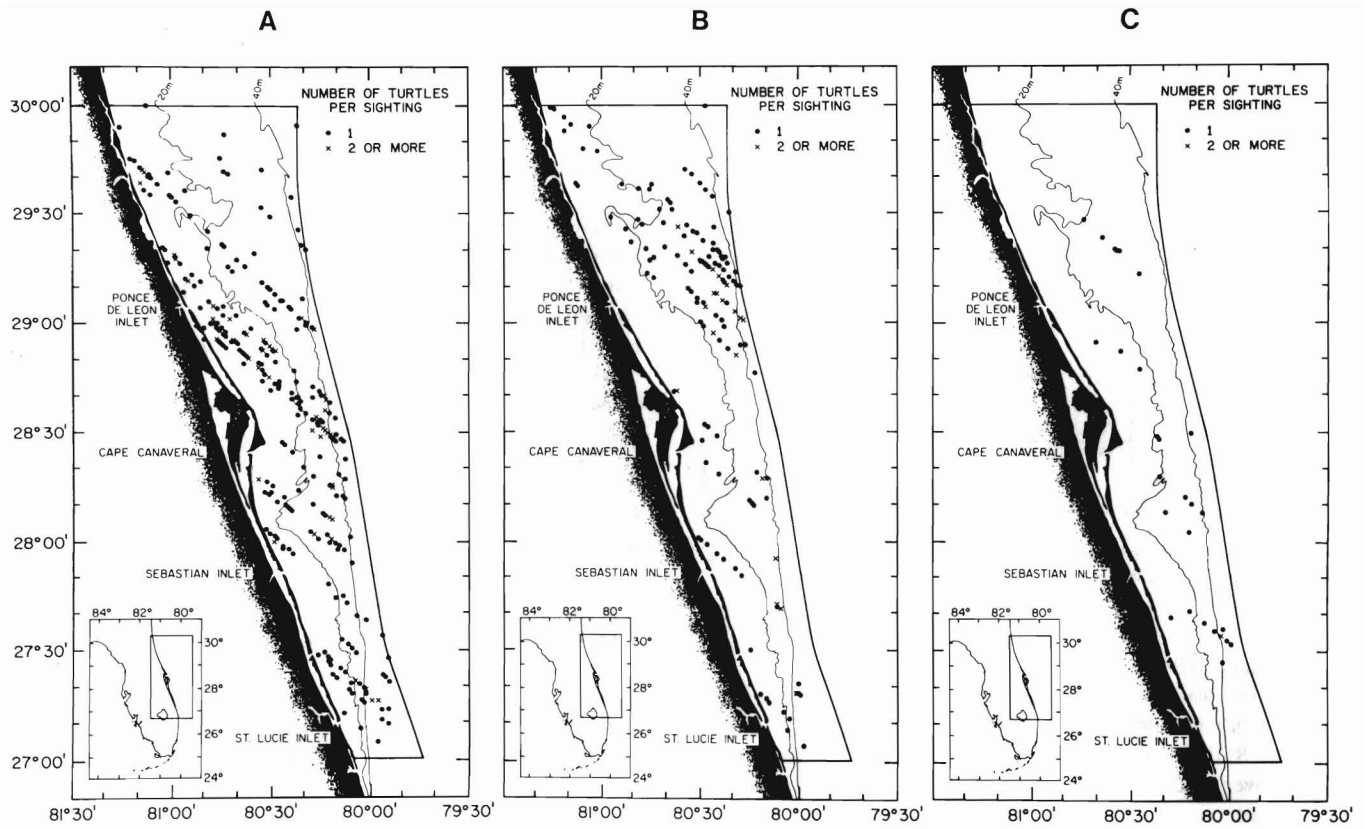 A
B
C
NUMBER OF TURTLES
PER SIGHTING
1
2 OR MORE
20m
40F
30°00'
29°30'
29°00'
28°30'
28°00'
27°30'
27°00'
PONCE
DE LEON
INLET
CAPE CANAVERAL
SEBASTIAN INLET
ST. LUCIE INLET
84° 82° 80°
30°
28°
26°
24°
81°30' 81°00' 80°30' 80°00' 79°30'
NUMBER OF TURTLES
PER SIGHTING
1
2 OR MORE
20m
40E
PONCE
DE LEON
INLET
CAPE CANAVERAL
SEBASTIAN INLET
ST. LUCIE INLET
84° 82° 80°
30°
28°
26°
24°
81°00' 80°30' 80°00' 79°30'
NUMBER OF TURTLES
PER SIGHTING
1
2 OR MORE
20m
40E
PONCE
DE LEON
INLET
CAPE CANAVERAL
SEBASTIAN INLET
ST. LUCIE INLET
84° 82° 80°
30°
28°
26°
24°
81°00' 80°30' 80°00' 79°30'